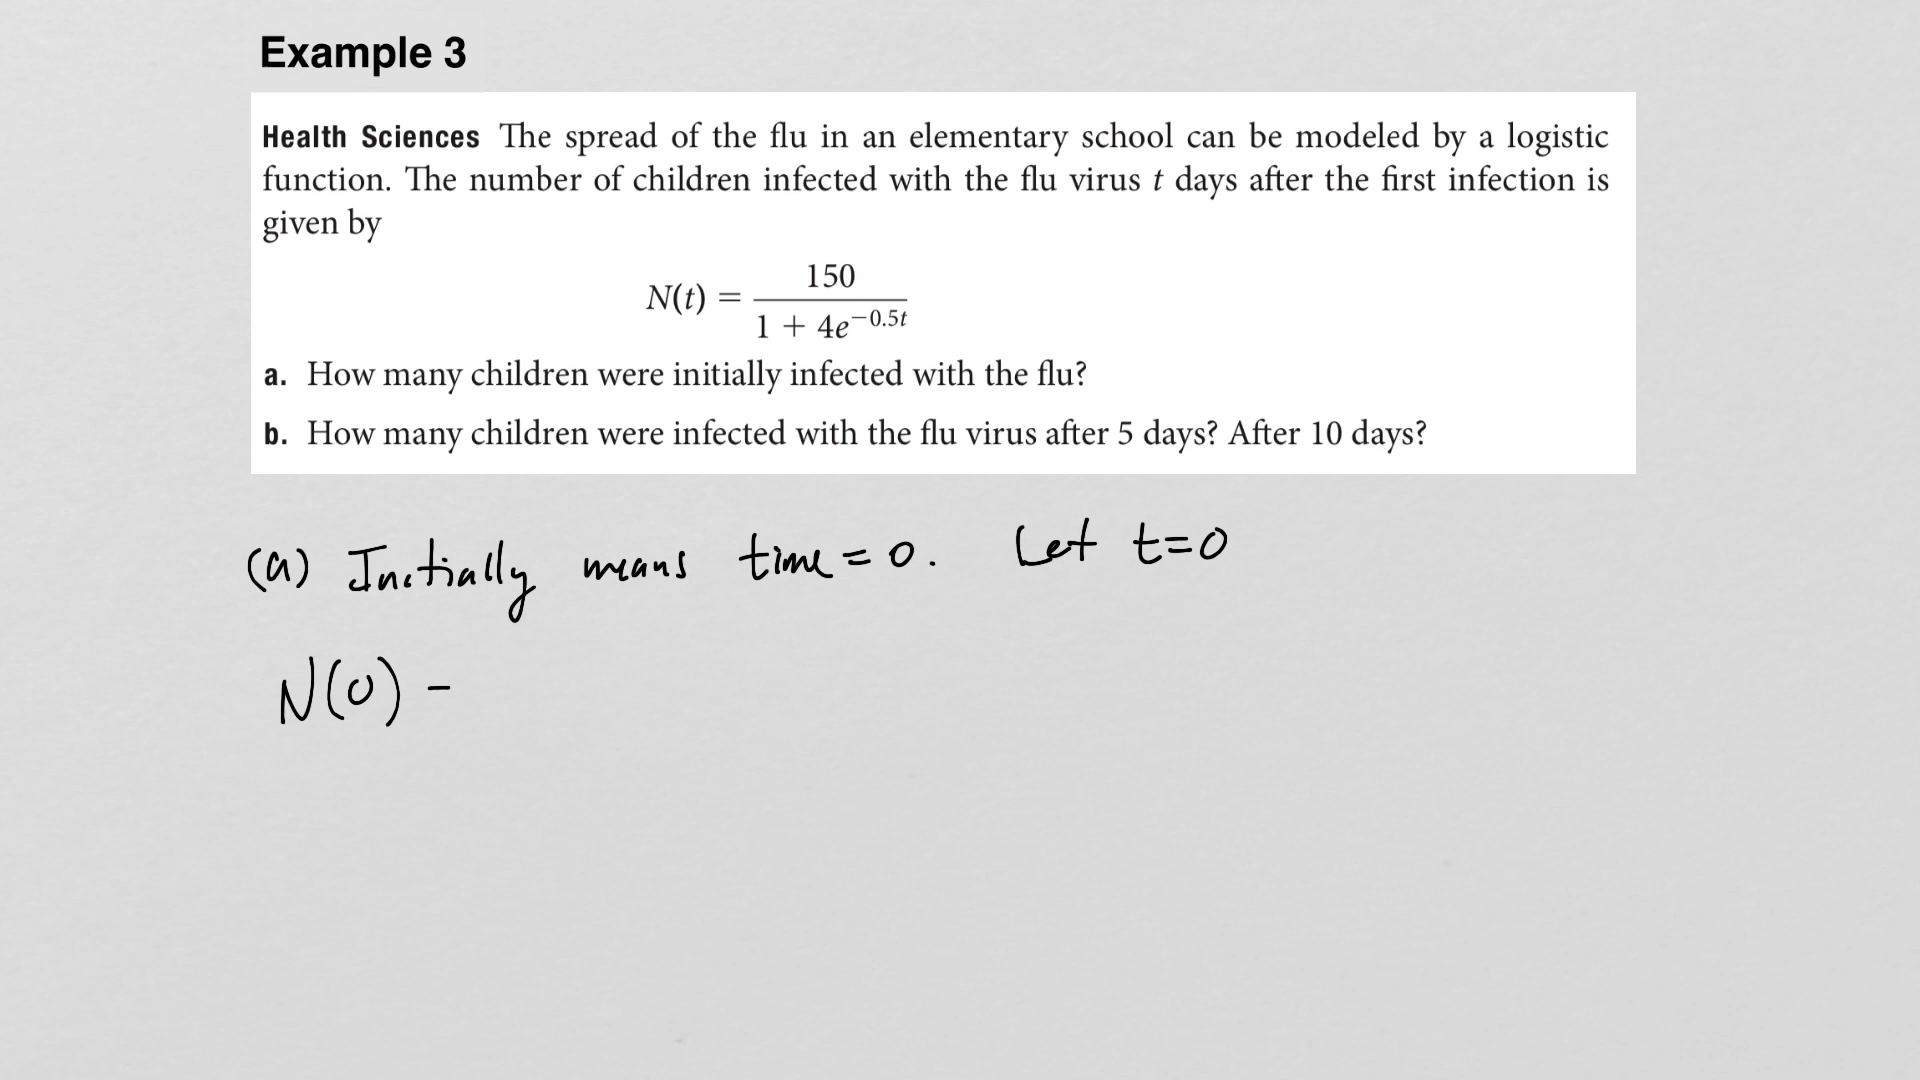 Example 3
Health Sciences The spread of the flu in an elementary school can be modeled by a logistic
function. The number of children infected with the flu virus t days after the first infection is
given by
N(t) = 150 / (1 + 4e^{−0.5t})
a. How many children were initially infected with the flu?
b. How many children were infected with the flu virus after 5 days? After 10 days?
(a) Initially means time = 0. Let t=0
N(0) -